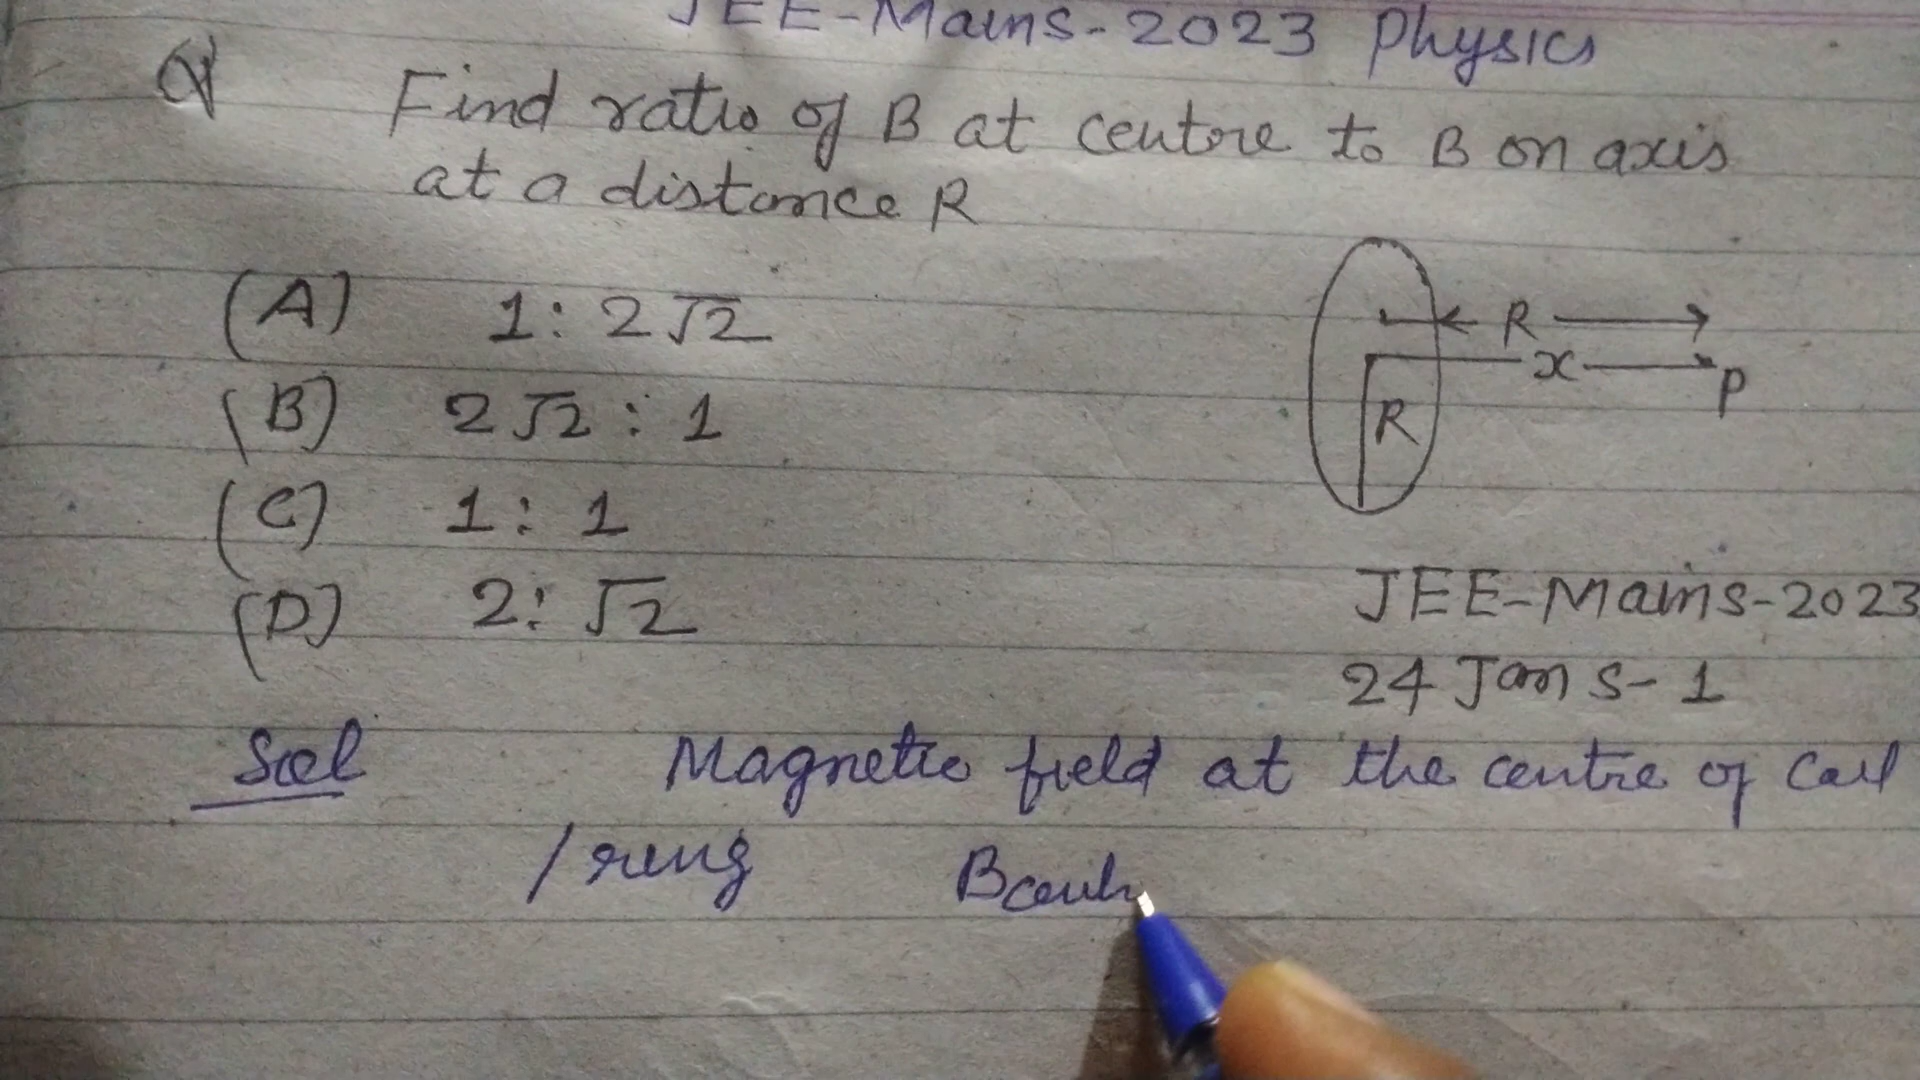 JEE-Mains-2023 Physics
Q Find ratio of B at centre to B on axis
at a distance R
(A) 1 : 2√2
(B) 2√2 : 1
(C) 1 : 1
(D) 2 : √2
R
x
P
R
JEE-Mains-2023
24 Jan S-1
Sol Magnetic field at the centre of coil
/ring Bcent